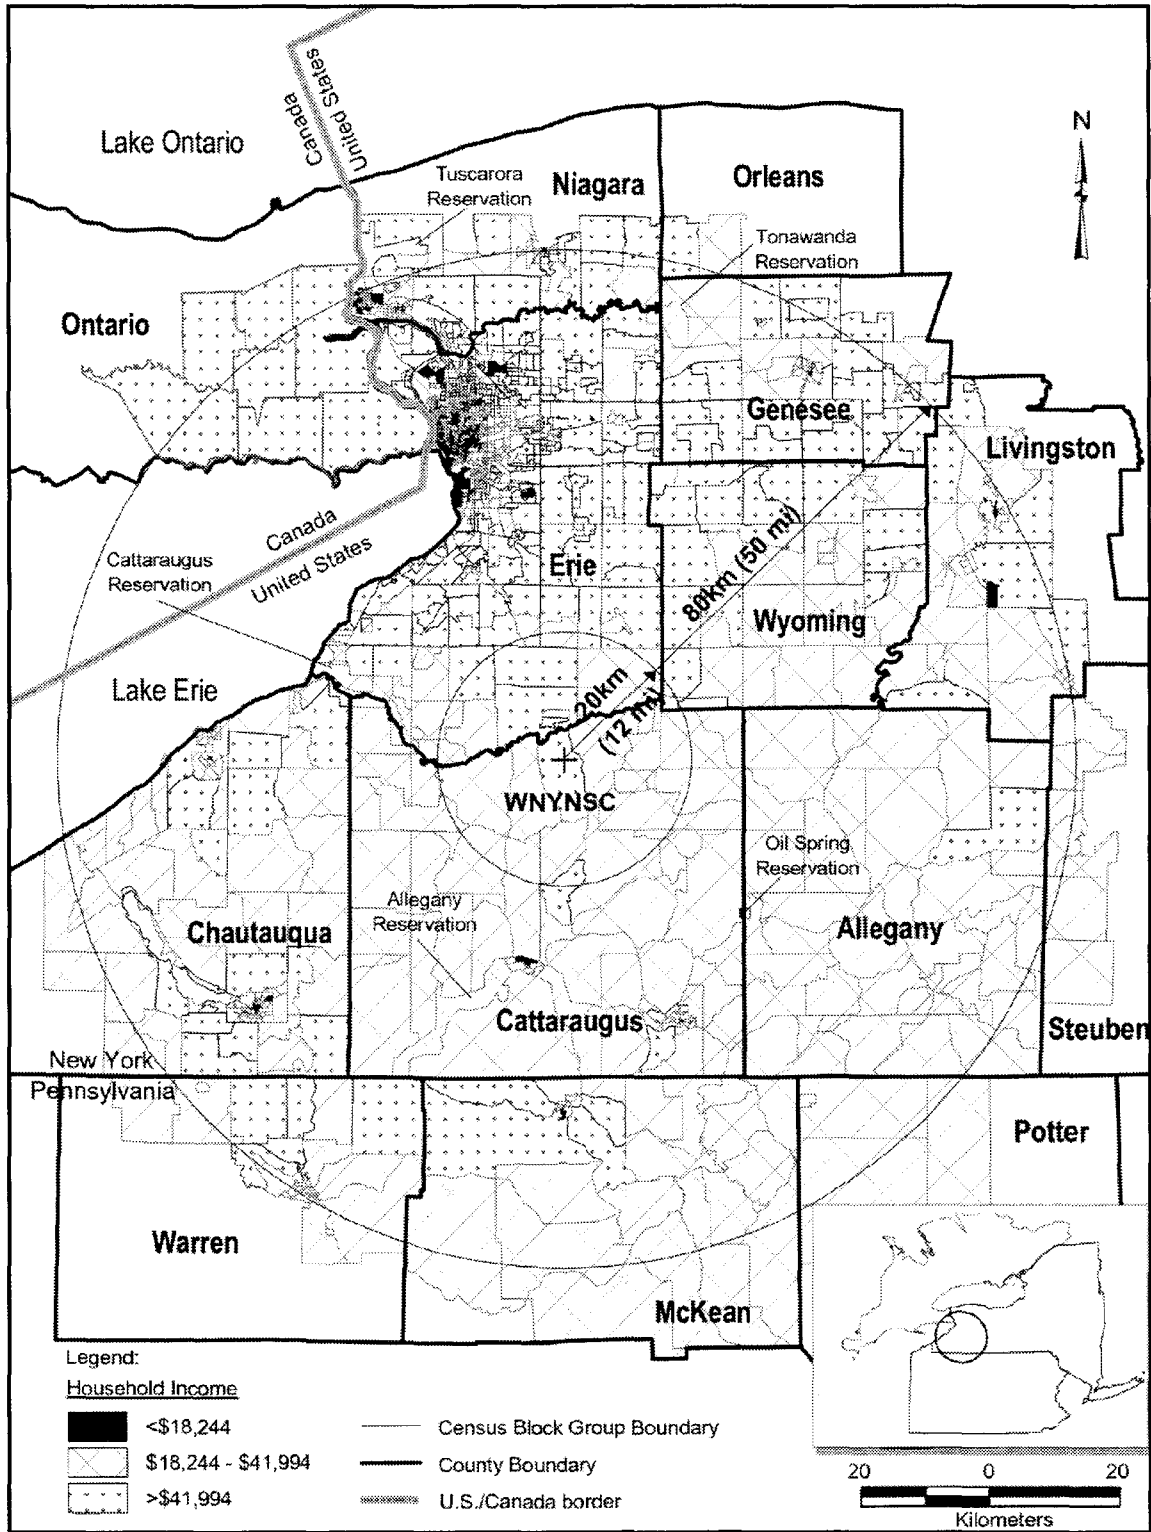 Canada
United States
Lake Ontario
Tuscarora
Reservation
Niagara
Orleans
N
Tonawanda
Reservation
Ontario
Genesee
Livingston
Canada
United States
Cattaraugus
Reservation
Erie
80km (50 mi)
Wyoming
Lake Erie
20km
(12 mi)
WNYNSC
Oil Spring
Reservation
Allegany
Reservation
Chautauqua
Allegany
Cattaraugus
Steuben
New York
Pennsylvania
Potter
Warren
McKean
Legend:
Household Income
<$18,244
$18,244 - $41,994
>$41,994
Census Block Group Boundary
County Boundary
U.S./Canada border
20 0 20
Kilometers